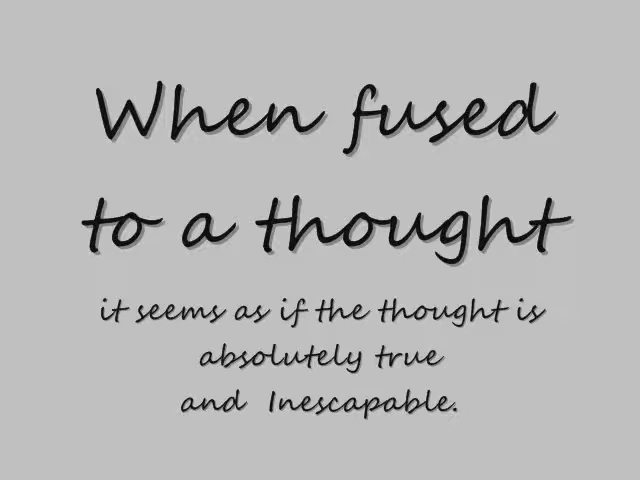 When fused
to a thought
it seems as if the thought is
absolutely true
and Inescapable.